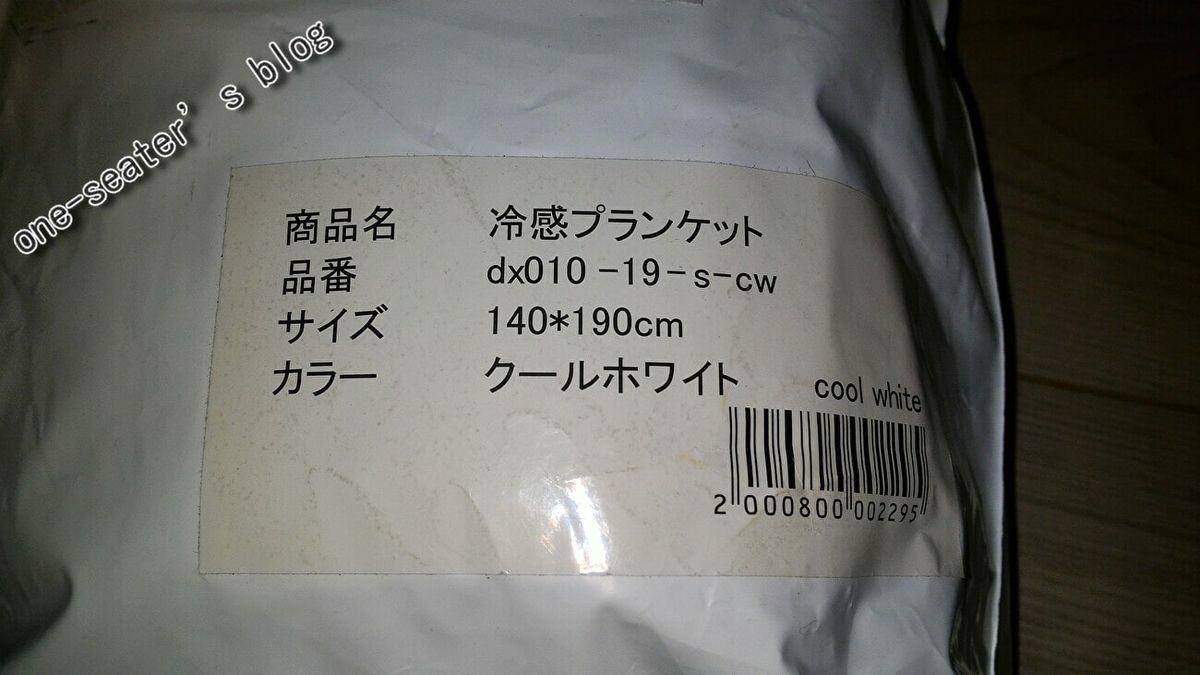 one-seater's blog
商品名 冷感プランケット
品番 dx010-19-s-cw
サイズ 140*190cm
カラー クールホワイト
cool white
2 000800 002295